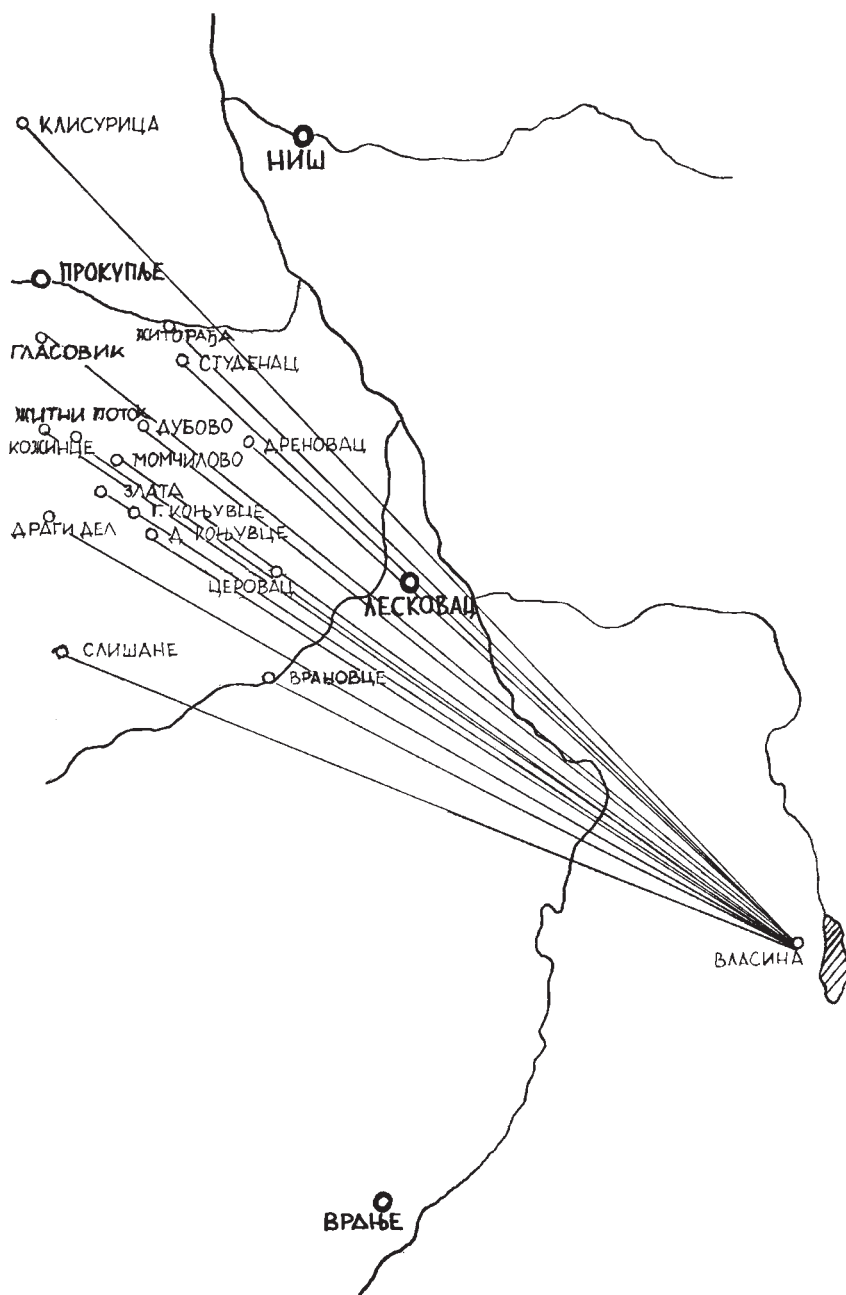 КЛИСУРИЦА
НИШ
ПРОКУПЉЕ
ЖИТОРАЂА
ГЛАСОВИК
СТУДЕНАЦ
ЖИТНИ ПОТОК
ДУБОВО
ДРЕНОВАЦ
КОЖИНЦЕ
МОМЧИЛОВО
ЗЛАТА
Г. КОЊУВЦЕ
ДРАГИ ДЕЛ
Д. КОЊУВЦЕ
ЦЕРОВАЦ
ЛЕСКОВАЦ
СЛИШАНЕ
ВРАЊОВЦЕ
ВЛАСИНА
ВРАЊЕ